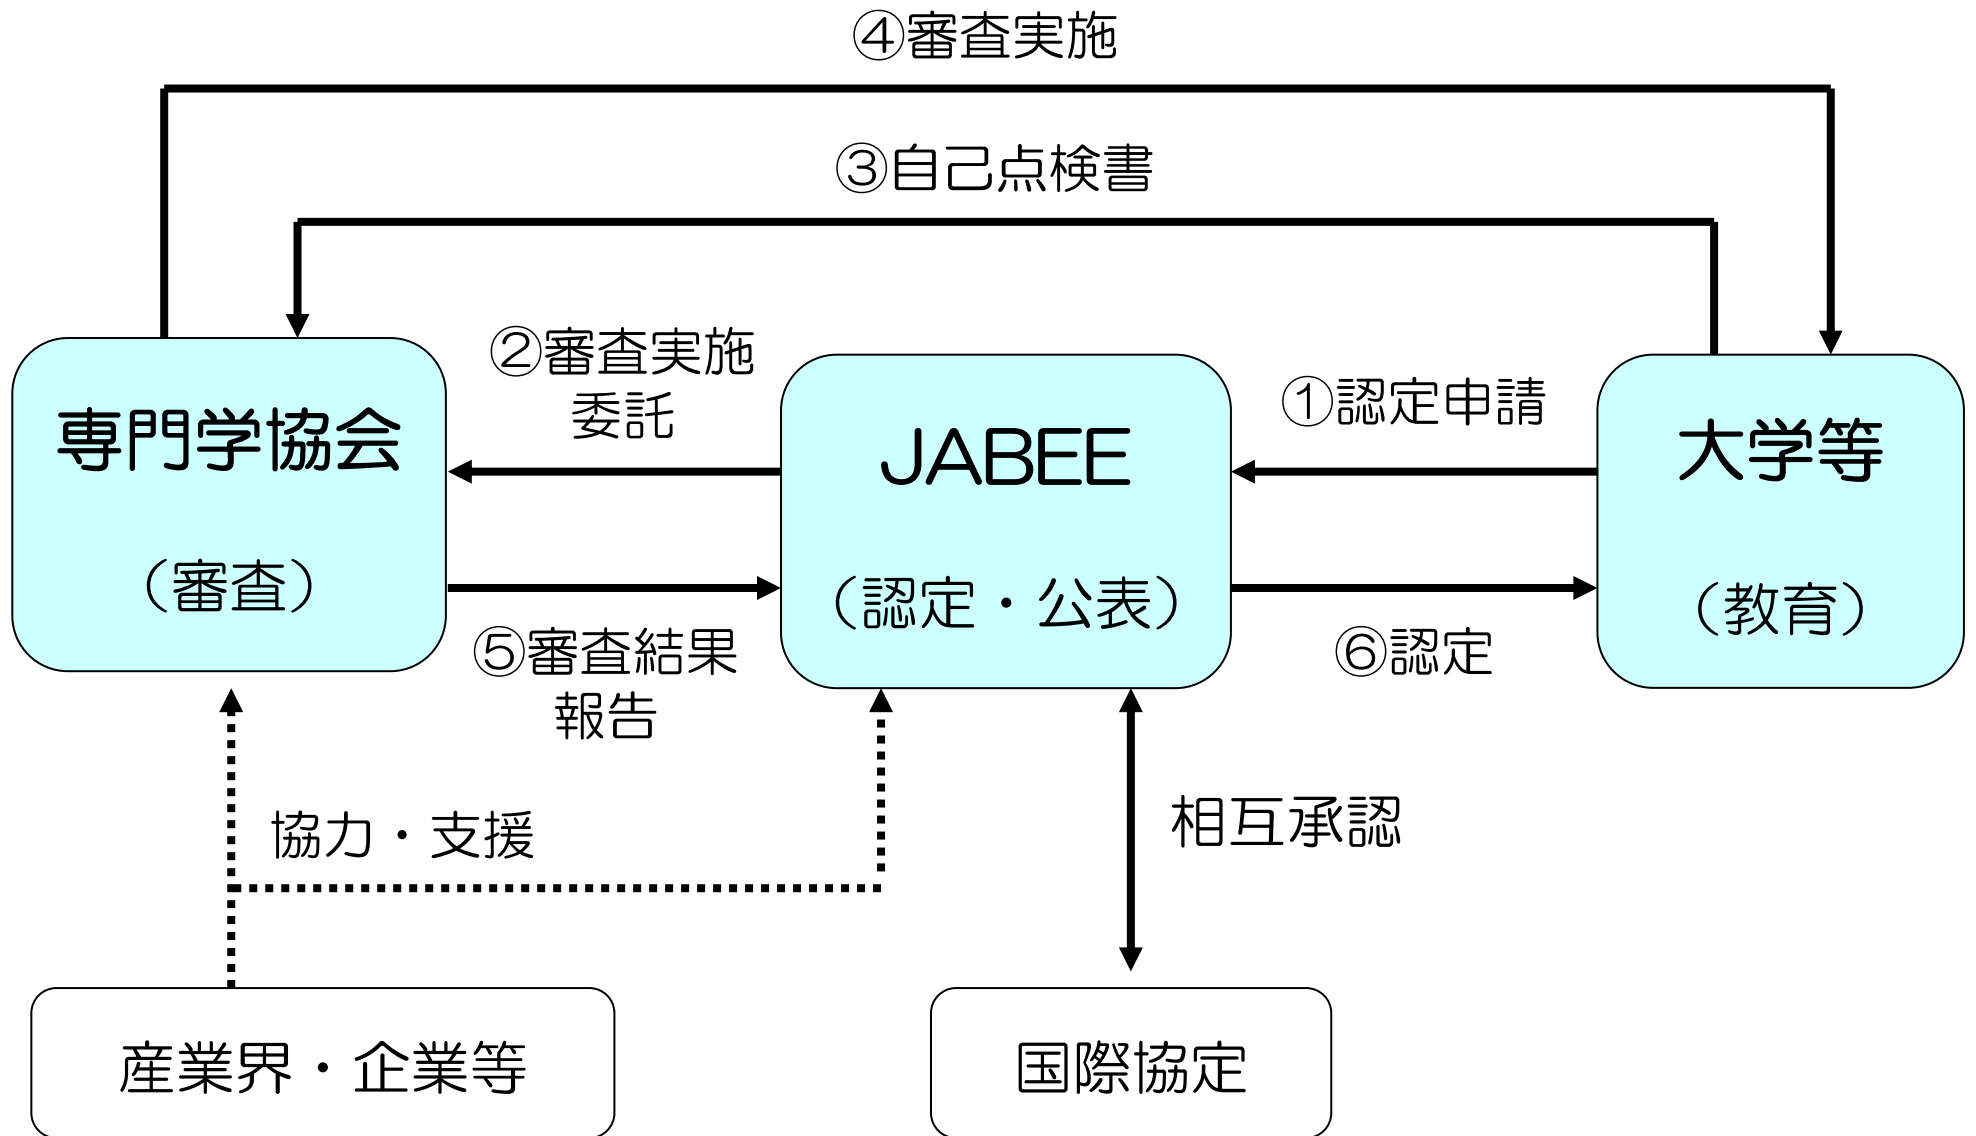 ④審査実施
③自己点検書
②審査実施
委託
①認定申請
専門学協会
（審査）
JABEE
（認定・公表）
大学等
（教育）
⑤審査結果
報告
⑥認定
協力・支援
相互承認
産業界・企業等
国際協定